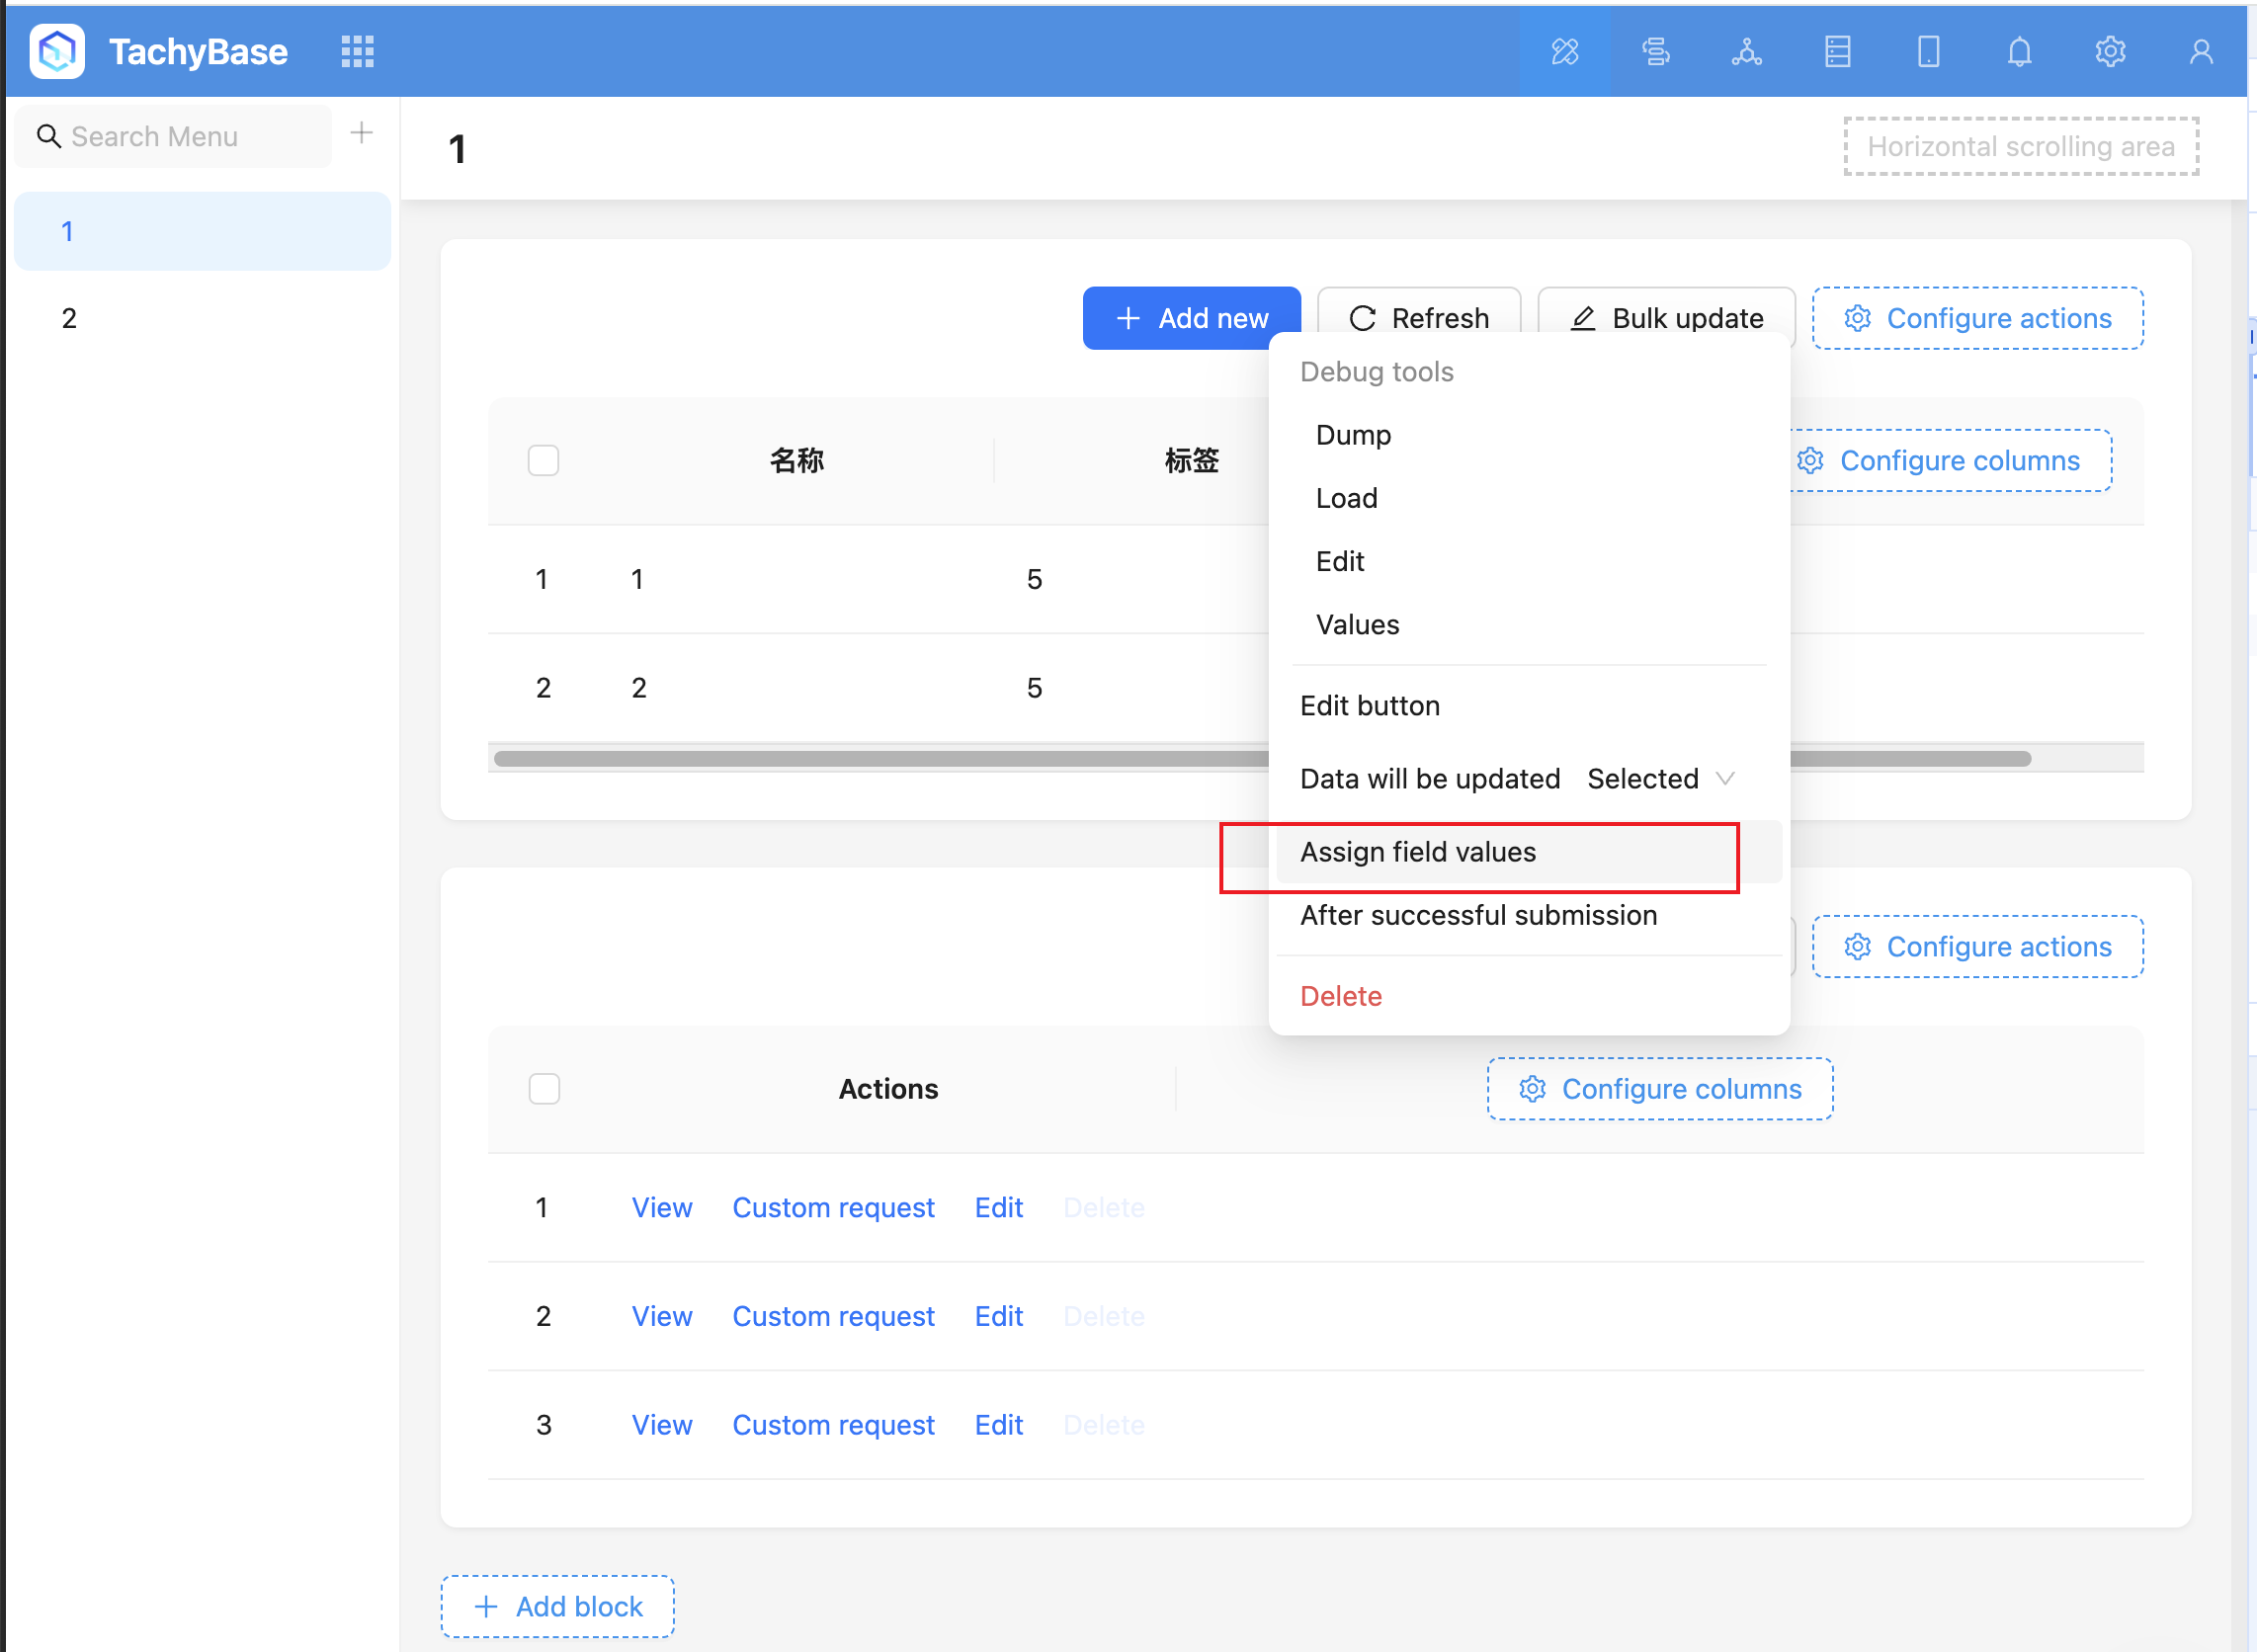 TachyBase
Search Menu
1
Horizontal scrolling area
1
2
Add new
Refresh
Bulk update
Configure actions
Debug tools
Dump
Load
Edit
Values
Edit button
Data will be updated Selected
Assign field values
After successful submission
Delete
名称
标签
Configure columns
1 1 5
2 2 5
Configure actions
Actions
Configure columns
1 View Custom request Edit Delete
2 View Custom request Edit Delete
3 View Custom request Edit Delete
Add block